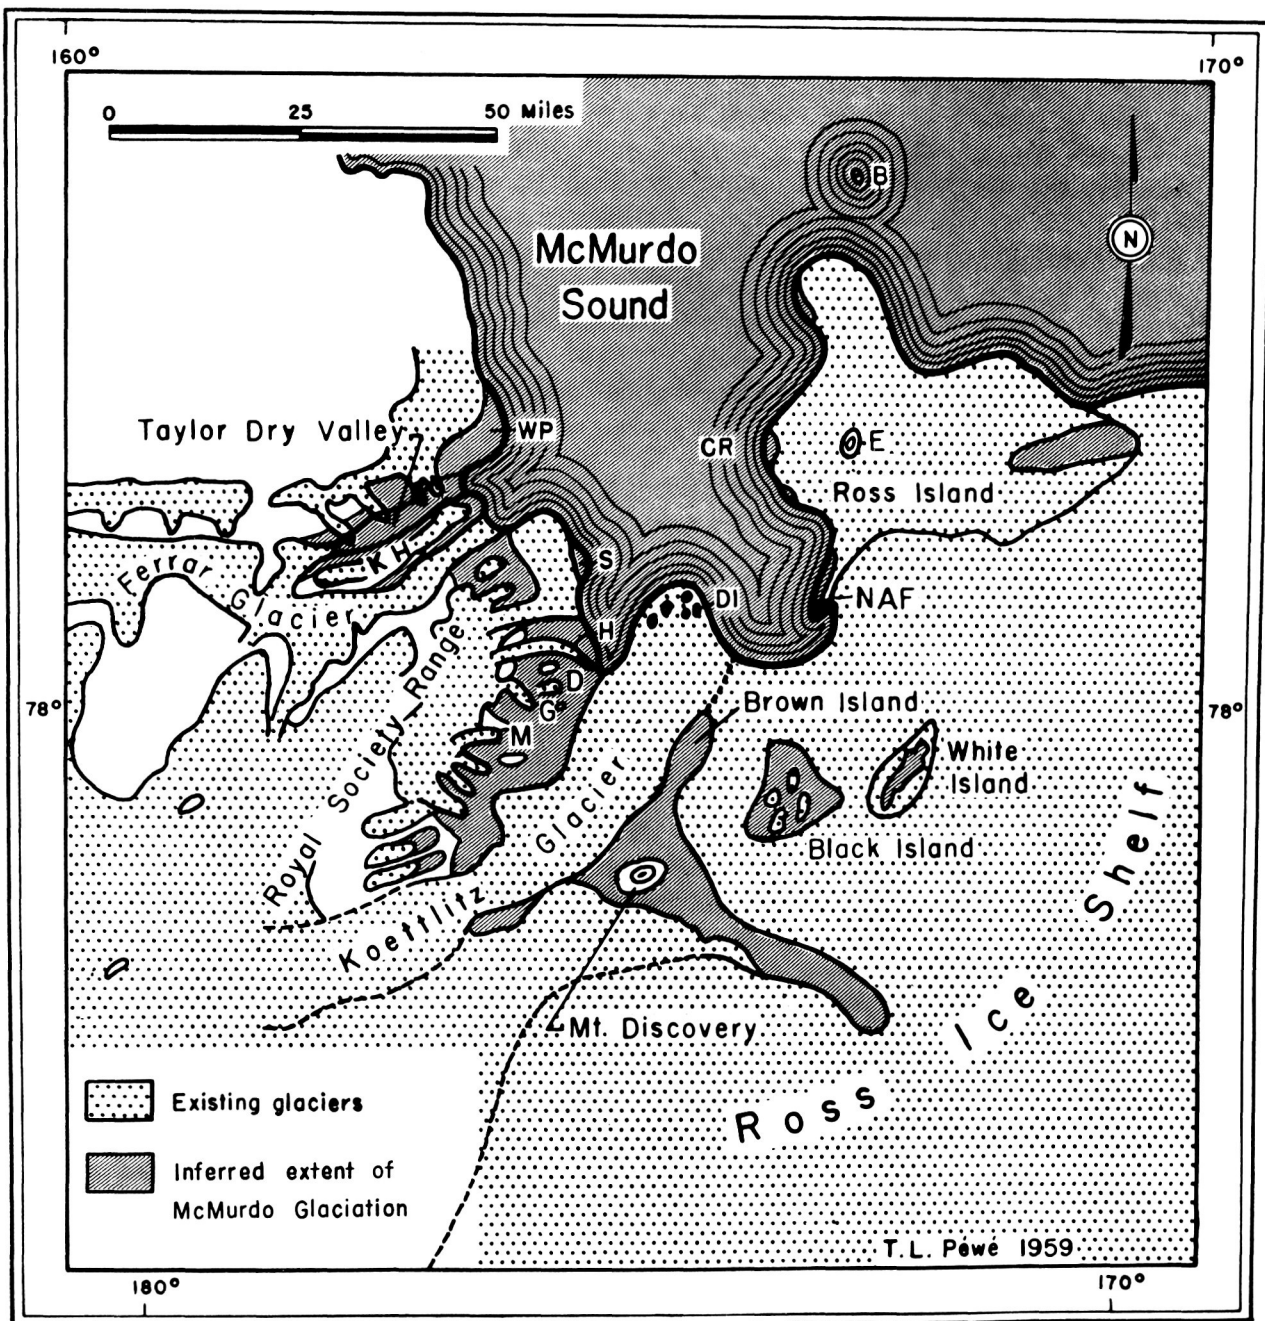 160°
170°
0 25 50 Miles
B
N
McMurdo
Sound
Taylor Dry Valley
WP
CR
E
Ross Island
KH
Ferrar
Glacier
S
DI
NAF
H
D
G
M
78°
78°
Royal Society Range
Brown Island
White
Island
Black Island
Koettlitz Glacier
Mt. Discovery
Ross Ice Shelf
Existing glaciers
Inferred extent of
McMurdo Glaciation
T.L. Péwé 1959
180°
170°